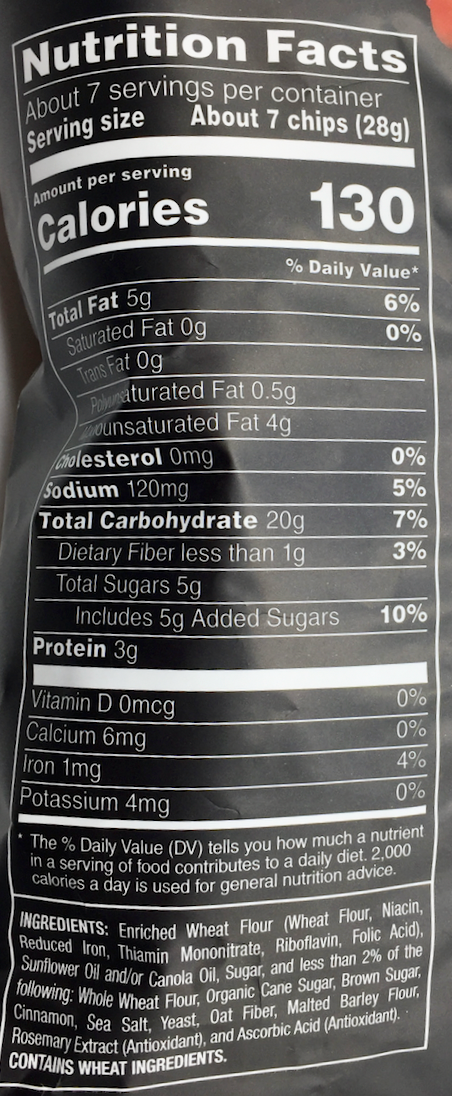 Nutrition Facts
About 7 servings per container
Serving size About 7 chips (28g)
Amount per serving
Calories 130
% Daily Value*
Total Fat 5g 6%
Saturated Fat 0g 0%
Trans Fat 0g
Polyunsaturated Fat 0.5g
Fat 4g
Cholesterol 0mg 0%
Sodium 120mg 5%
Total Carbohydrate 20g 7%
Dietary Fiber less than 1g 3%
Total Sugars 5g
Includes 5g Added Sugars 10%
Protein 3g
Vitamin D 0mcg 0%
Calcium 6mg 0%
Iron 1mg 4%
Potassium 4mg 0%
* The % Daily Value (DV) tells you how much a nutrient
in a serving of food contributes to a daily diet. 2,000
calories a day is used for general nutrition advice.
INGREDIENTS: Enriched Wheat Flour (Wheat Flour, Niacin,
Reduced Iron, Thiamin Mononitrate, Riboflavin, Folic Acid),
Sunflower Oil and/or Canola Oil, Sugar, and less than 2% of the
following: Whole Wheat Flour, Organic Cane Sugar, Brown Sugar,
Cinnamon, Sea Salt, Yeast, Oat Fiber, Malted Barley Flour,
Rosemary Extract (Antioxidant), and Ascorbic Acid (Antioxidant).
CONTAINS WHEAT INGREDIENTS.